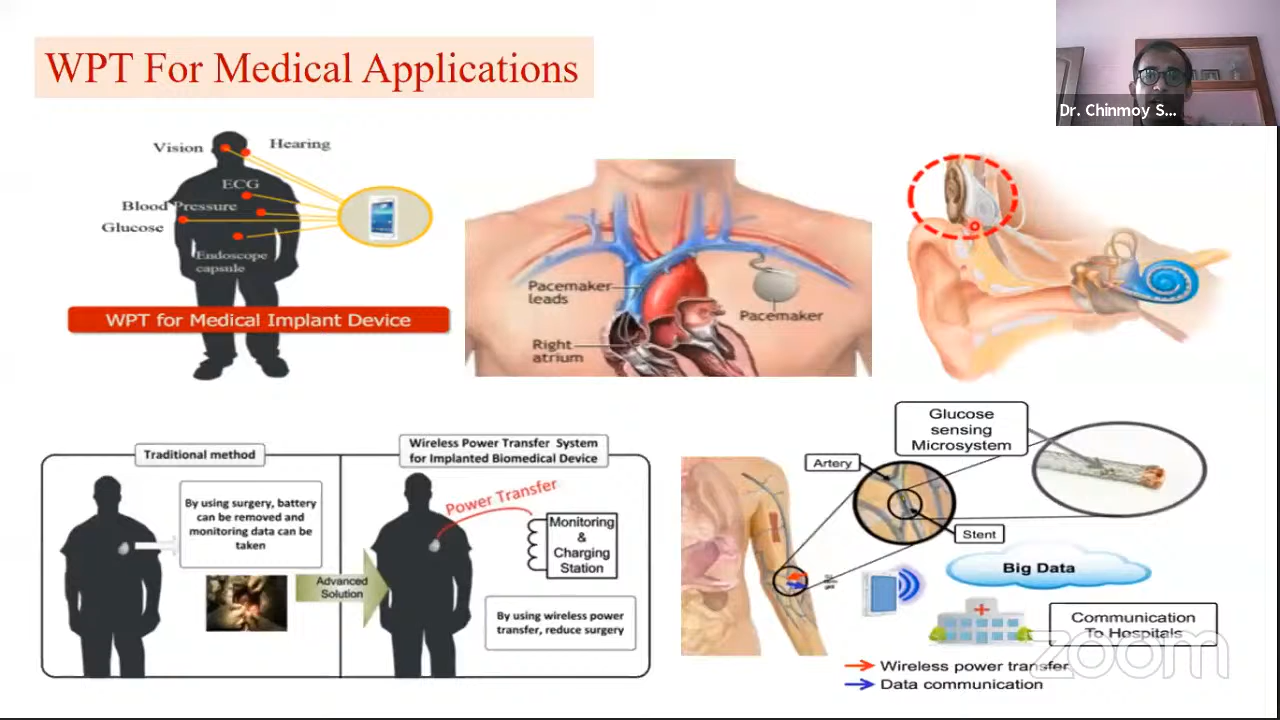 WPT For Medical Applications
Dr. Chinmoy S...
Vision
Hearing
ECG
Blood Pressure
Glucose
Endoscope
capsule
WPT for Medical Implant Device
Pacemaker
leads
Pacemaker
Right
atrium
Traditional method
By using surgery, battery
can be removed and
monitoring data can be
taken
Advanced
Solution
Wireless Power Transfer System
for Implanted Biomedical Device
Power Transfer
Monitoring
&
Charging
Station
By using wireless power
transfer, reduce surgery
Glucose
sensing
Microsystem
Artery
Stent
Big Data
Communication
To Hospitals
Wireless power transfer
Data communication
zoom